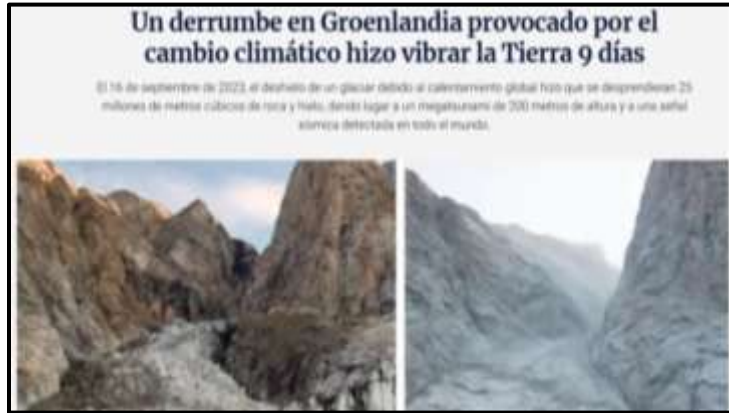 Un derrumbe en Groenlandia provocado por el
cambio climático hizo vibrar la Tierra 9 días
El 16 de septiembre de 2023, el deshielo de un glaciar debido al calentamiento global hizo que se desprendieran 25
millones de metros cúbicos de roca y hielo, dando lugar a un megatsunami de 200 metros de altura y a una señal
sísmica detectada en todo el mundo.